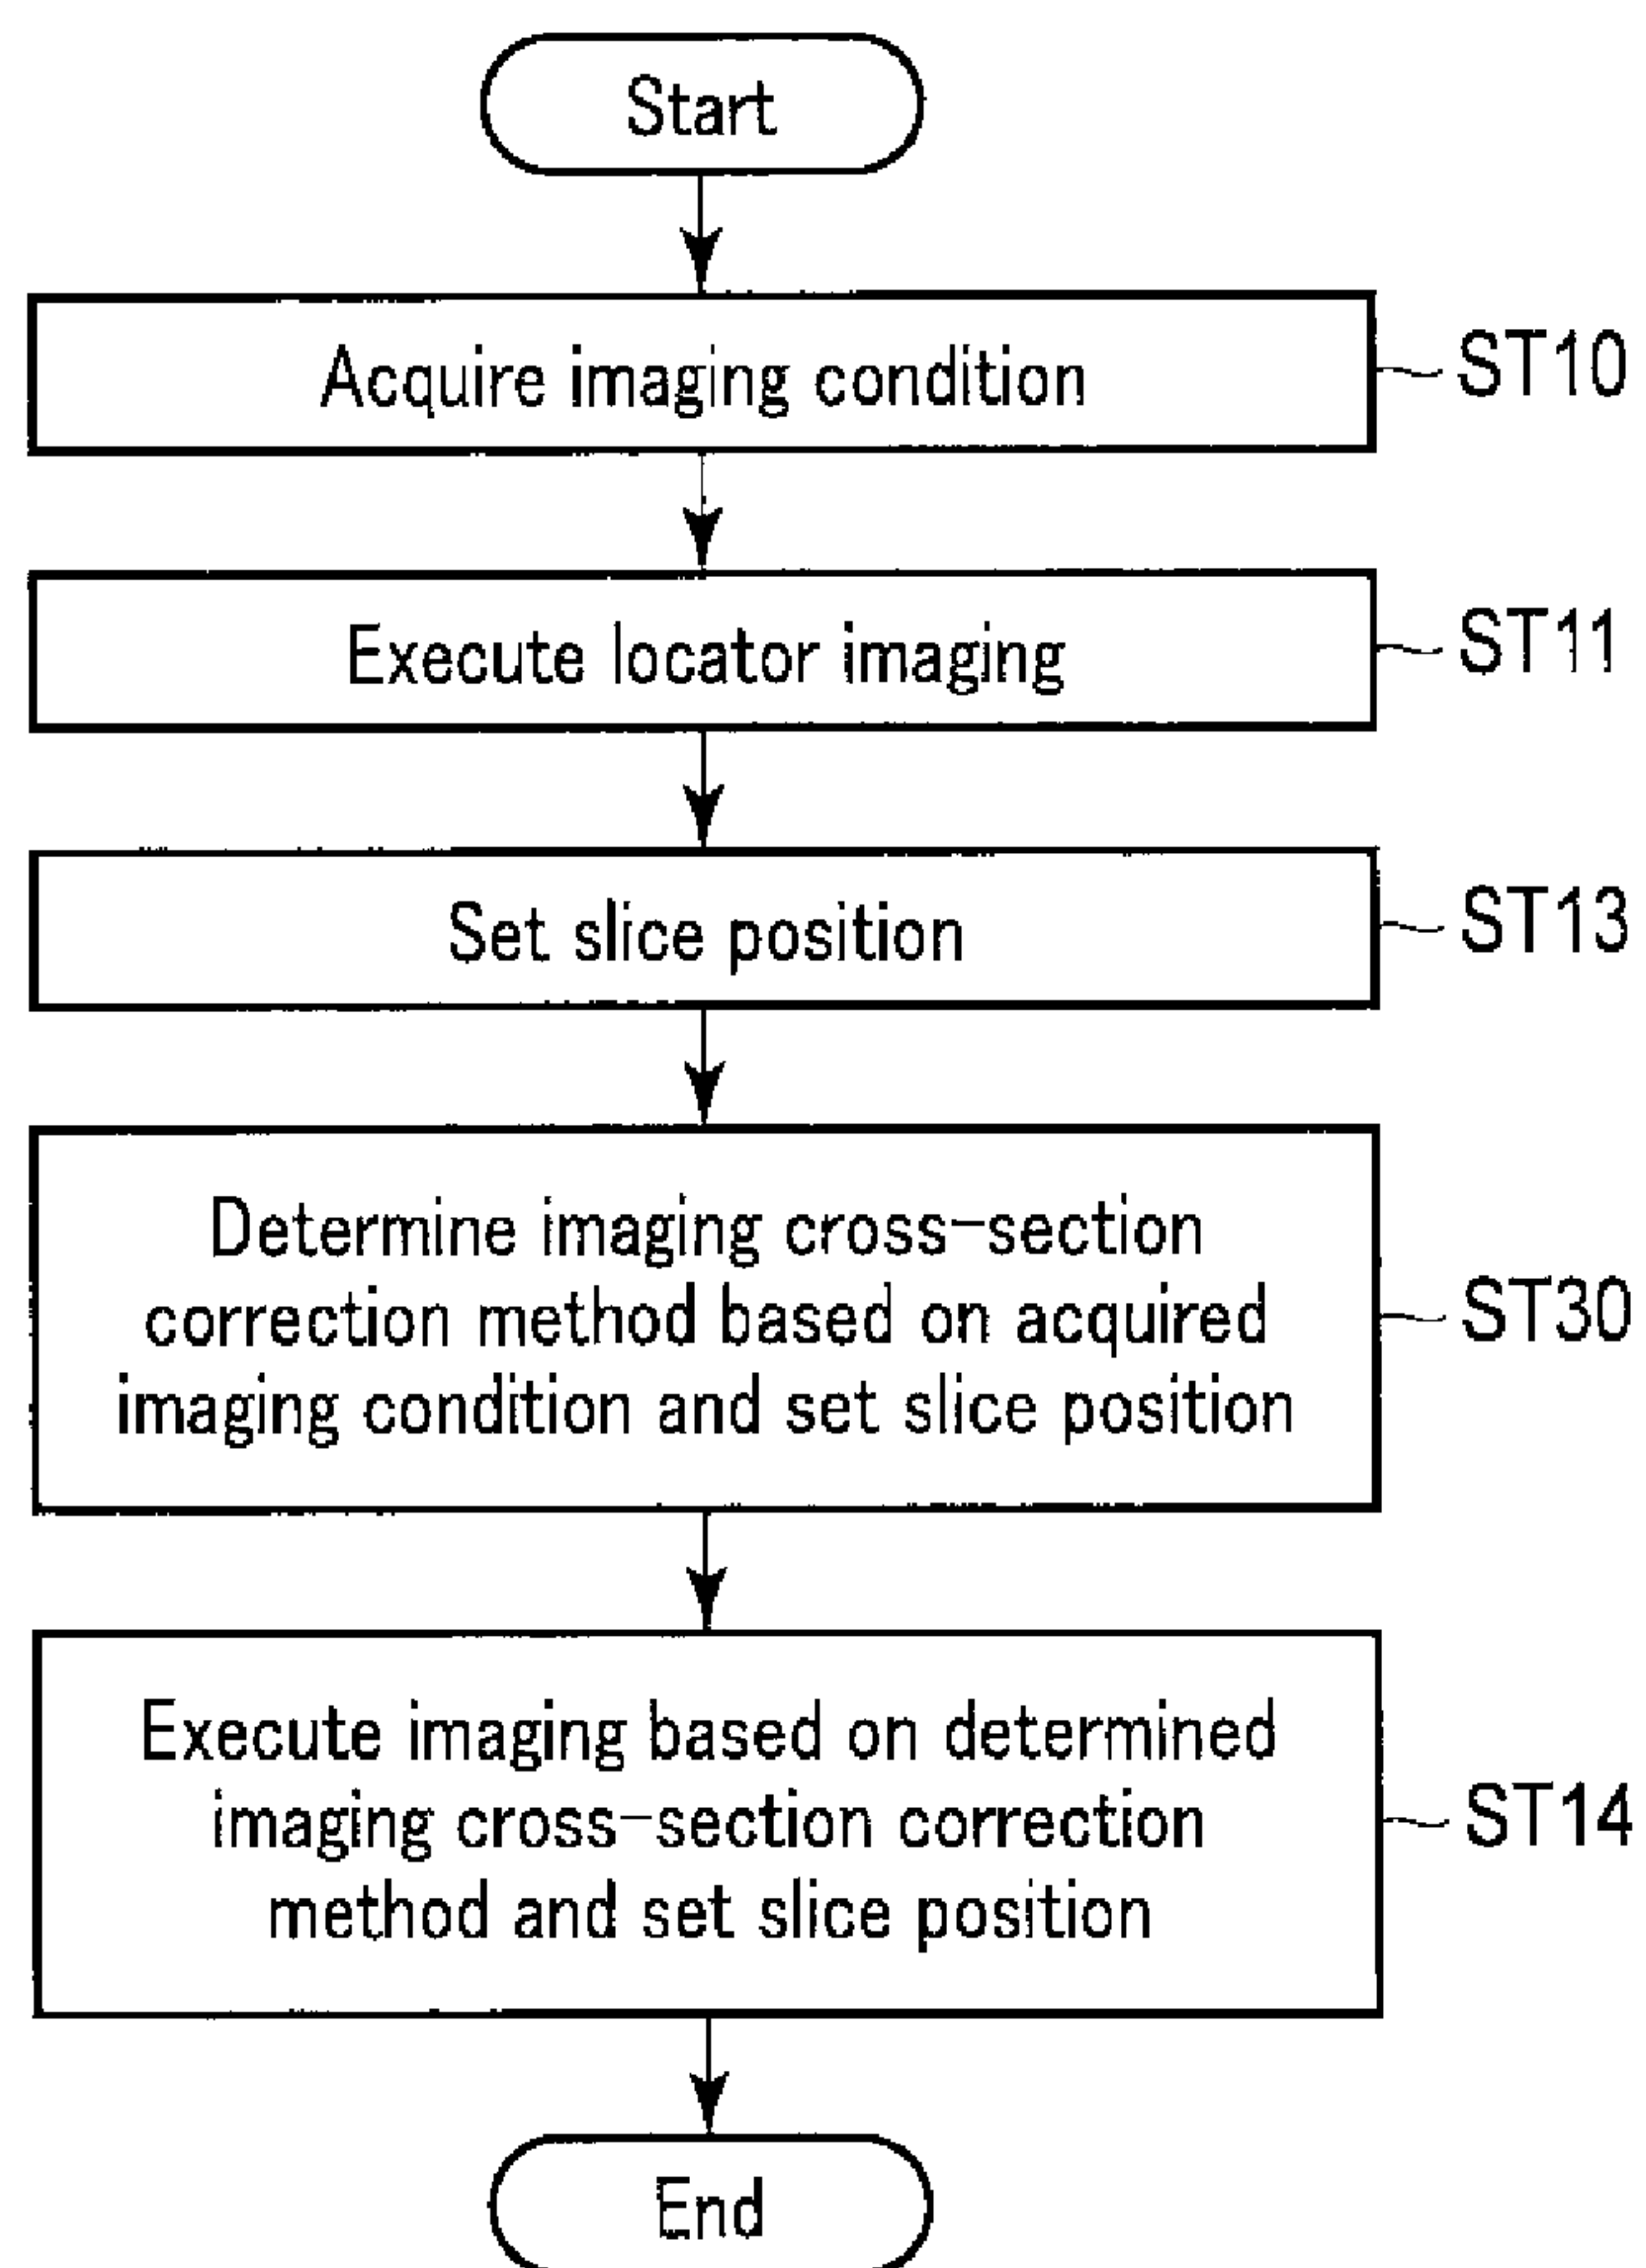 Start
Acquire imaging condition
ST10
Execute locator imaging
ST11
Set slice position
ST13
Determine imaging cross-section
correction method based on acquired
imaging condition and set slice position
ST30
Execute imaging based on determined
imaging cross-section correction
method and set slice position
ST14
End